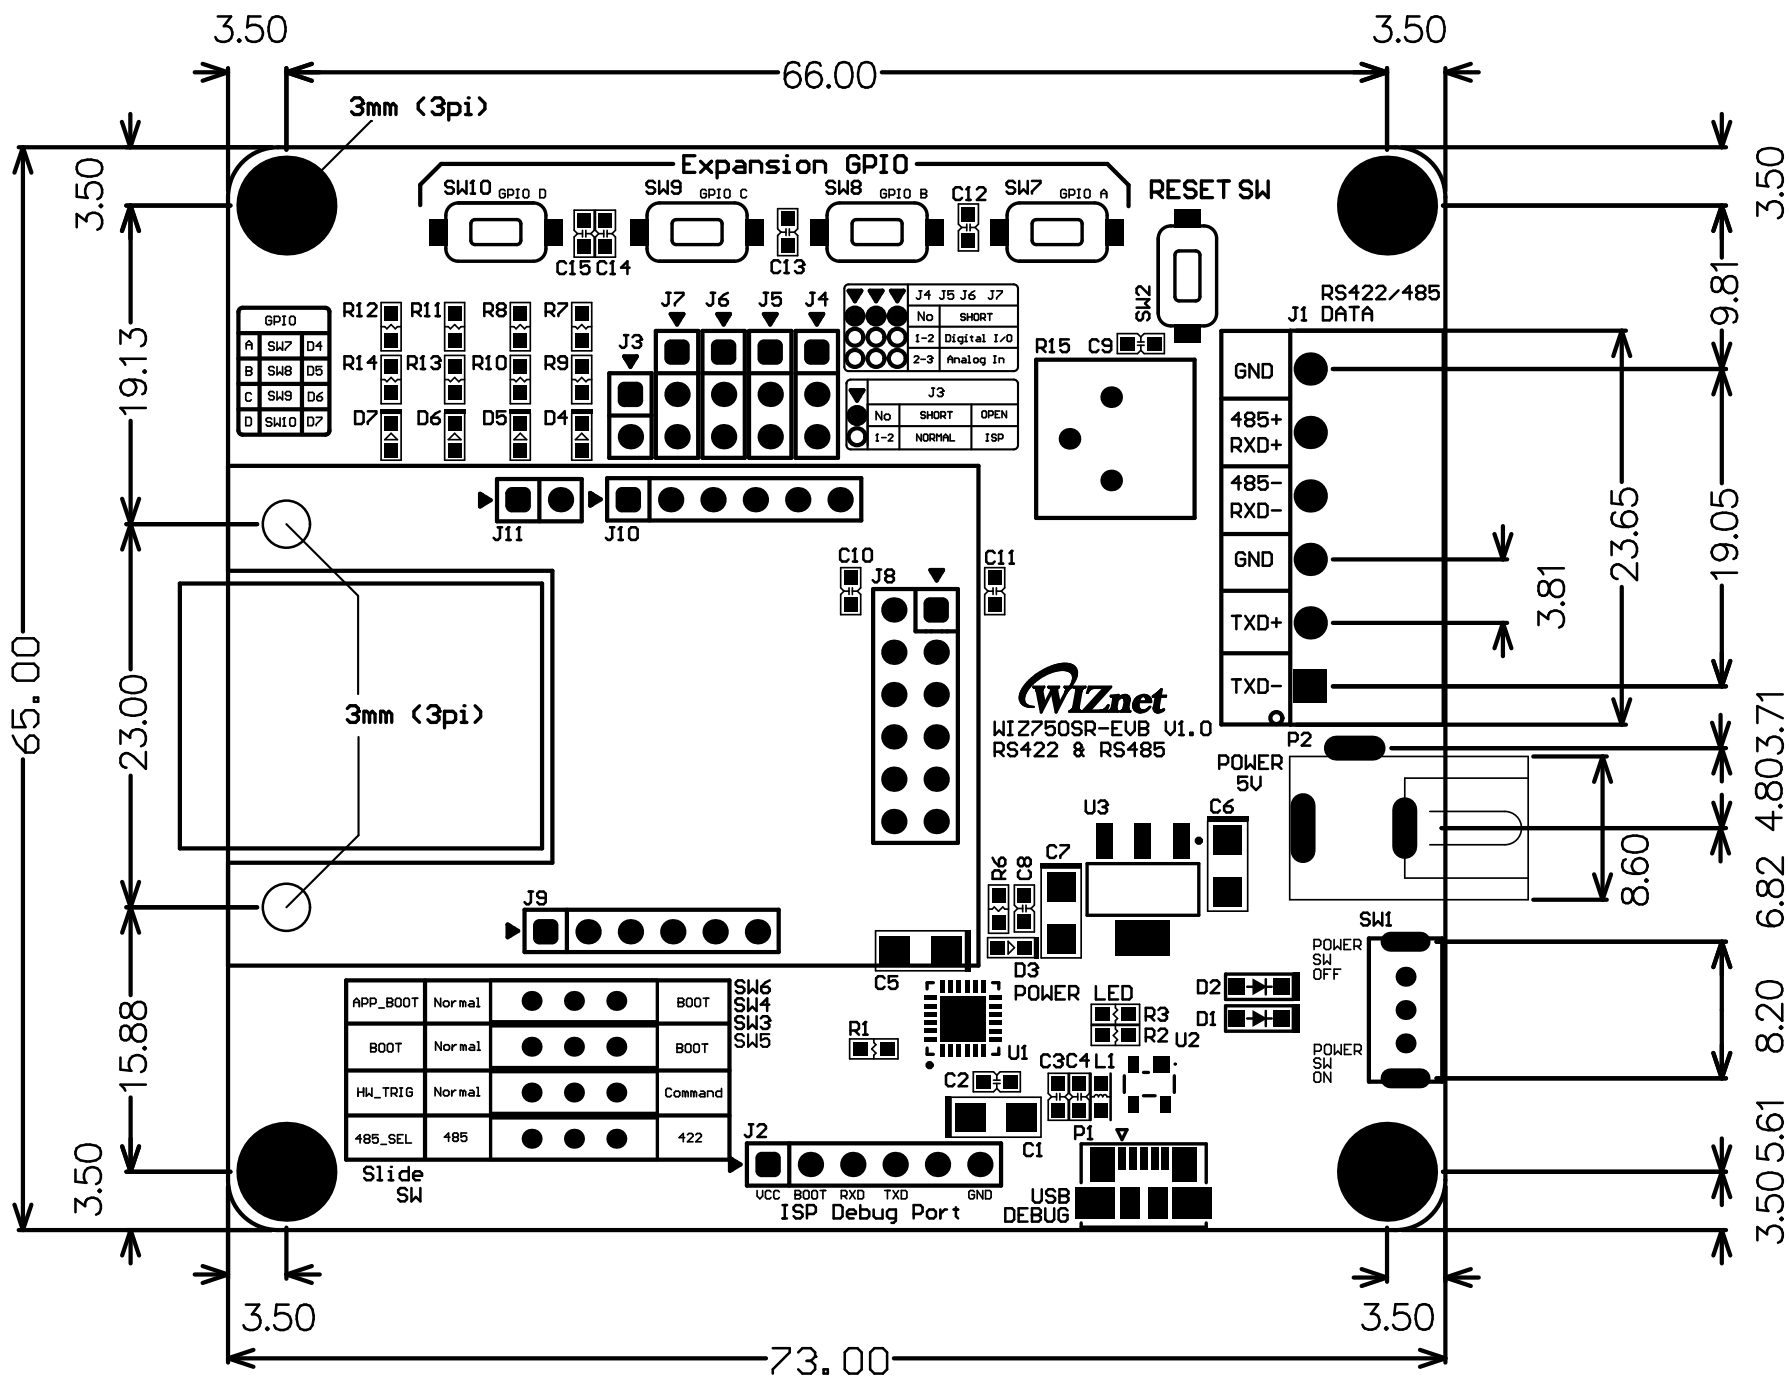 3.50
3.50
66.00
3mm (3pi)
Expansion GPIO
3.50
3.50
SW10 GPIO D
SW9 GPIO C
SW8 GPIO B
C12
SW7 GPIO A
RESET SW
C15 C14
C13
SW2
9.81
RS422/485
J1 DATA
GPIO
A SW7 D4
B SW8 D5
C SW9 D6
D SW10 D7
R12 R11 R8 R7
R14 R13 R10 R9
D7 D6 D5 D4
J3
J7 J6 J5 J4
J4 J5 J6 J7
No SHORT
1-2 Digital I/O
2-3 Analog In
J3
No SHORT OPEN
1-2 NORMAL ISP
R15 C9
GND
485+
RXD+
485-
RXD-
GND
TXD+
TXD-
19.13
J11 J10
C10
J8
C11
23.65
19.05
3.81
65.00
23.00
3mm (3pi)
WIZnet
WIZ750SR-EVB V1.0
RS422 & RS485
P2
POWER
5V
3.71
4.80
8.60
6.82
U3
C6
C7
R6
C8
J9
SW1
POWER
SW
OFF
C5
D3
POWER LED
D2
D1
R3
R2
U2
8.20
15.88
APP_BOOT Normal BOOT
BOOT Normal BOOT
HW_TRIG Normal Command
485_SEL 485 422
SW6
SW4
SW3
SW5
R1
U1
C2
C3 C4 L1
POWER
SW
ON
Slide
SW
J2
C1
P1
VCC BOOT RXD TXD GND
ISP Debug Port
USB
DEBUG
3.50
5.61
3.50
3.50
3.50
73.00